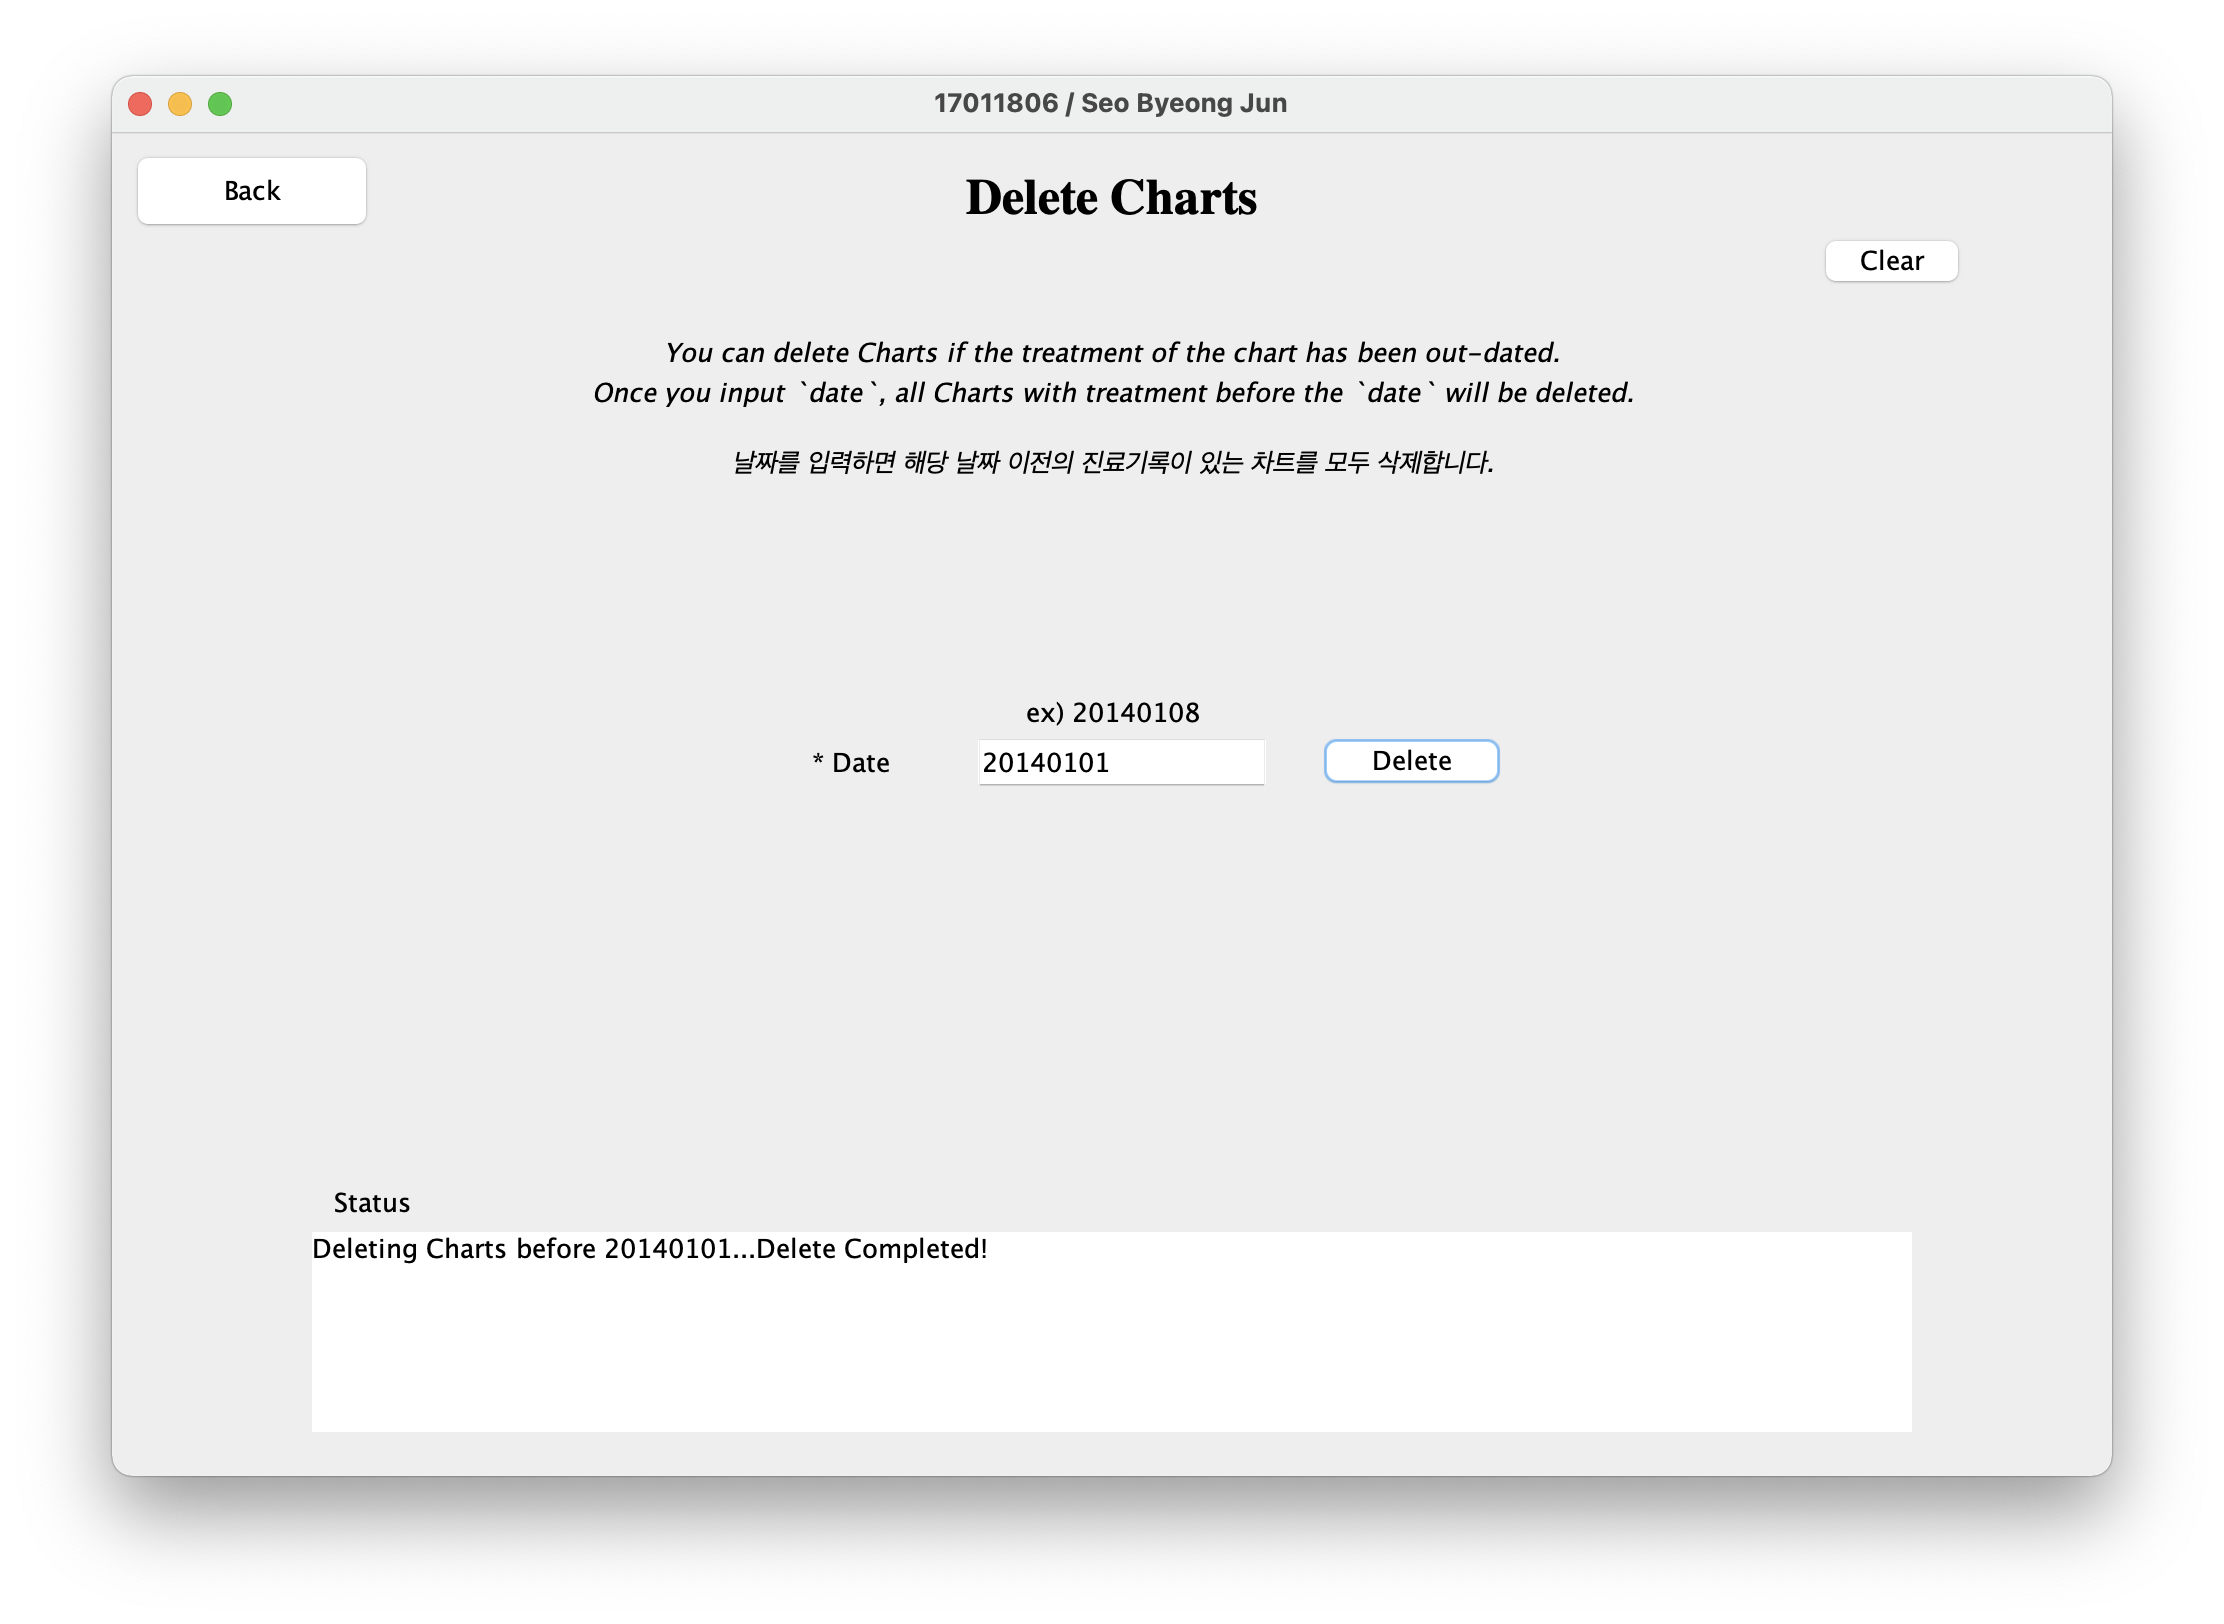 17011806 / Seo Byeong Jun
Back
Delete Charts
Clear
You can delete Charts if the treatment of the chart has been out-dated.
Once you input `date`, all Charts with treatment before the `date` will be deleted.
날짜를 입력하면 해당 날짜 이전의 진료기록이 있는 차트를 모두 삭제합니다.
ex) 20140108
* Date 20140101 Delete
Status
Deleting Charts before 20140101...Delete Completed!